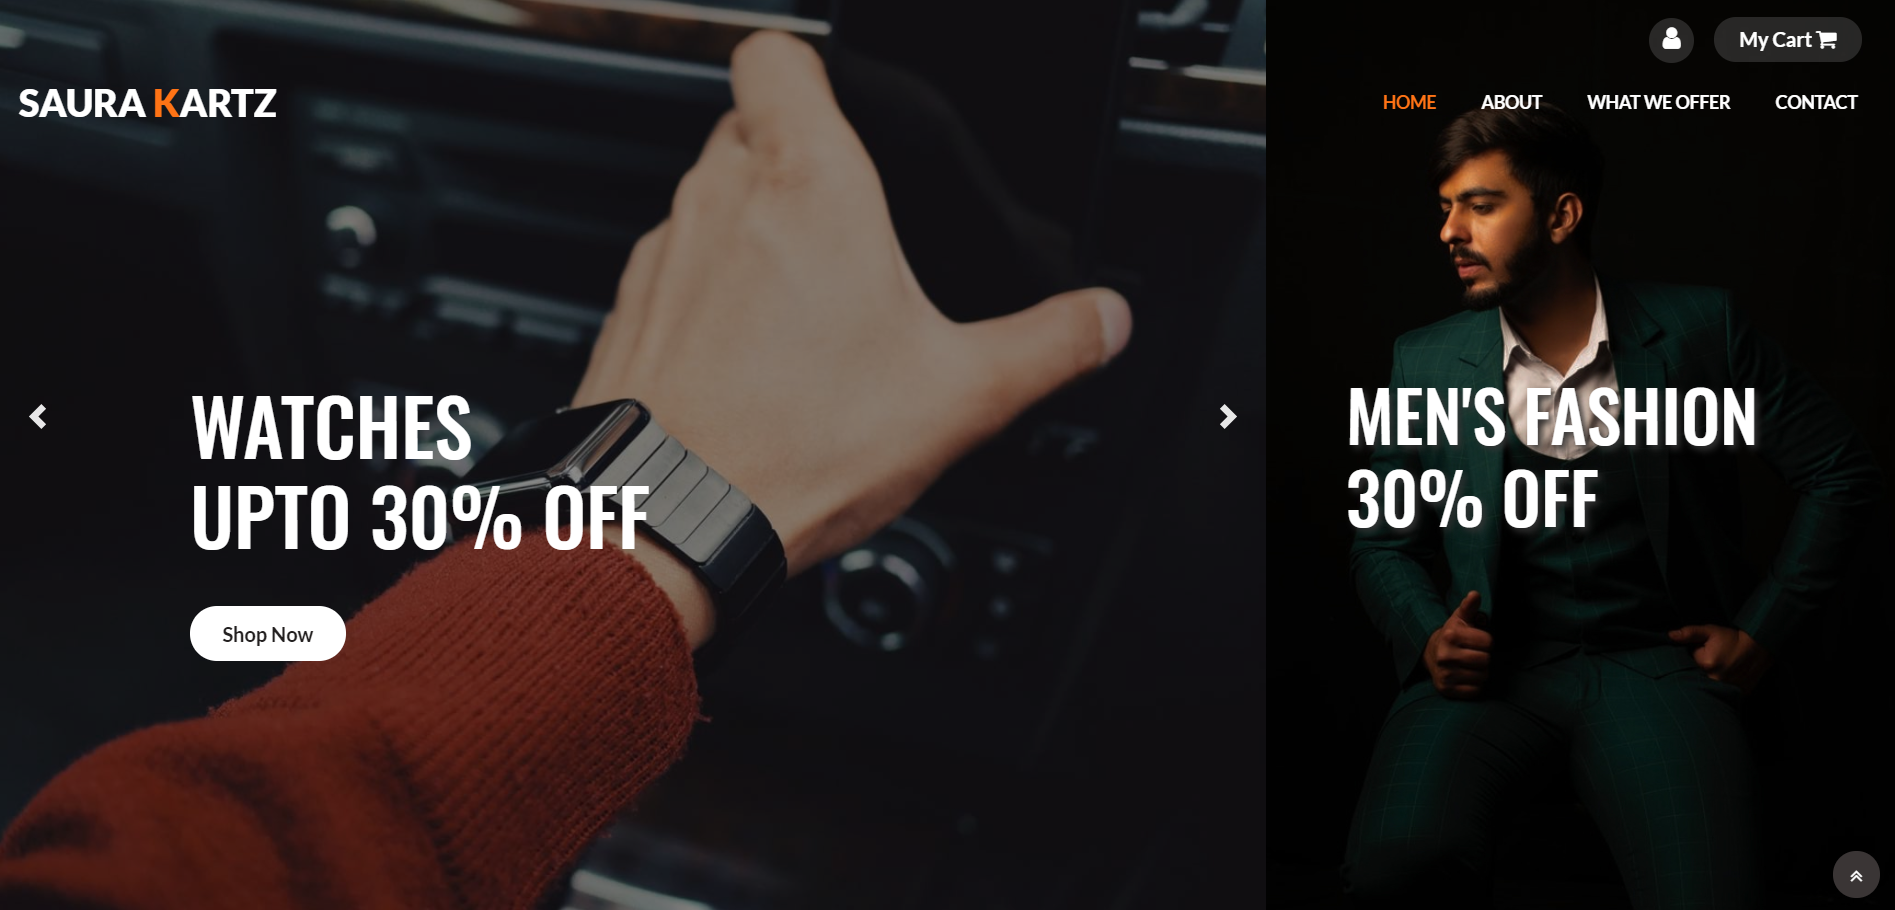 My Cart
SAURA KARTZ
HOME ABOUT WHAT WE OFFER CONTACT
WATCHES
UPTO 30% OFF
Shop Now
MEN'S FASHION
30% OFF